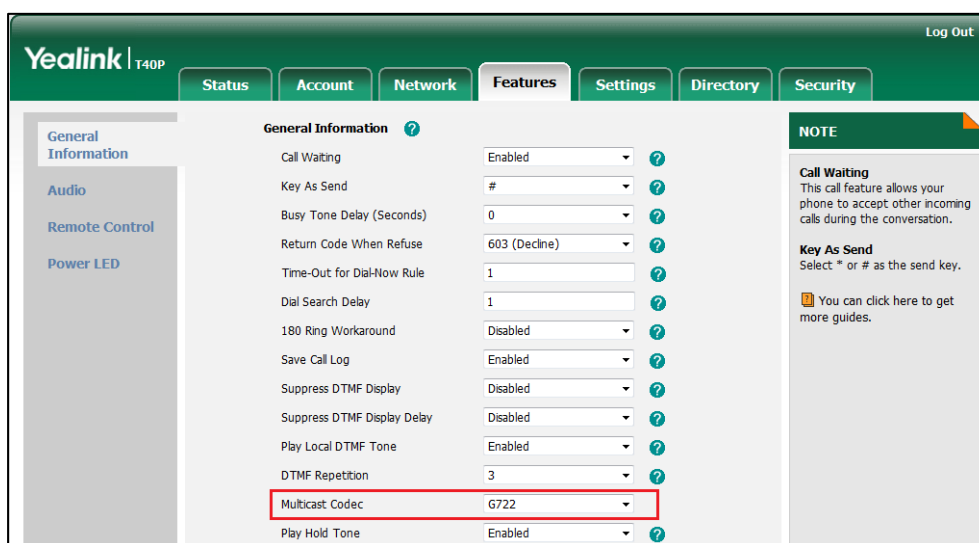 Log Out
Yealink T40P
Status Account Network Features Settings Directory Security
General
Information
Audio
Remote Control
Power LED
General Information ?
Call Waiting Enabled ?
Key As Send # ?
Busy Tone Delay (Seconds) 0 ?
Return Code When Refuse 603 (Decline) ?
Time-Out for Dial-Now Rule 1 ?
Dial Search Delay 1 ?
180 Ring Workaround Disabled ?
Save Call Log Enabled ?
Suppress DTMF Display Disabled ?
Suppress DTMF Display Delay Disabled ?
Play Local DTMF Tone Enabled ?
DTMF Repetition 3 ?
Multicast Codec G722
Play Hold Tone Enabled ?
NOTE
Call Waiting
This call feature allows your
phone to accept other incoming
calls during the conversation.
Key As Send
Select * or # as the send key.
? You can click here to get
more guides.